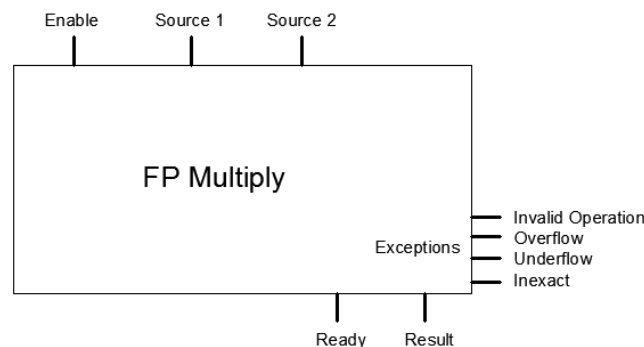 Enable Source 1 Source 2
FP Multiply
Invalid Operation
Exceptions Overflow
Underflow
Inexact
Ready Result